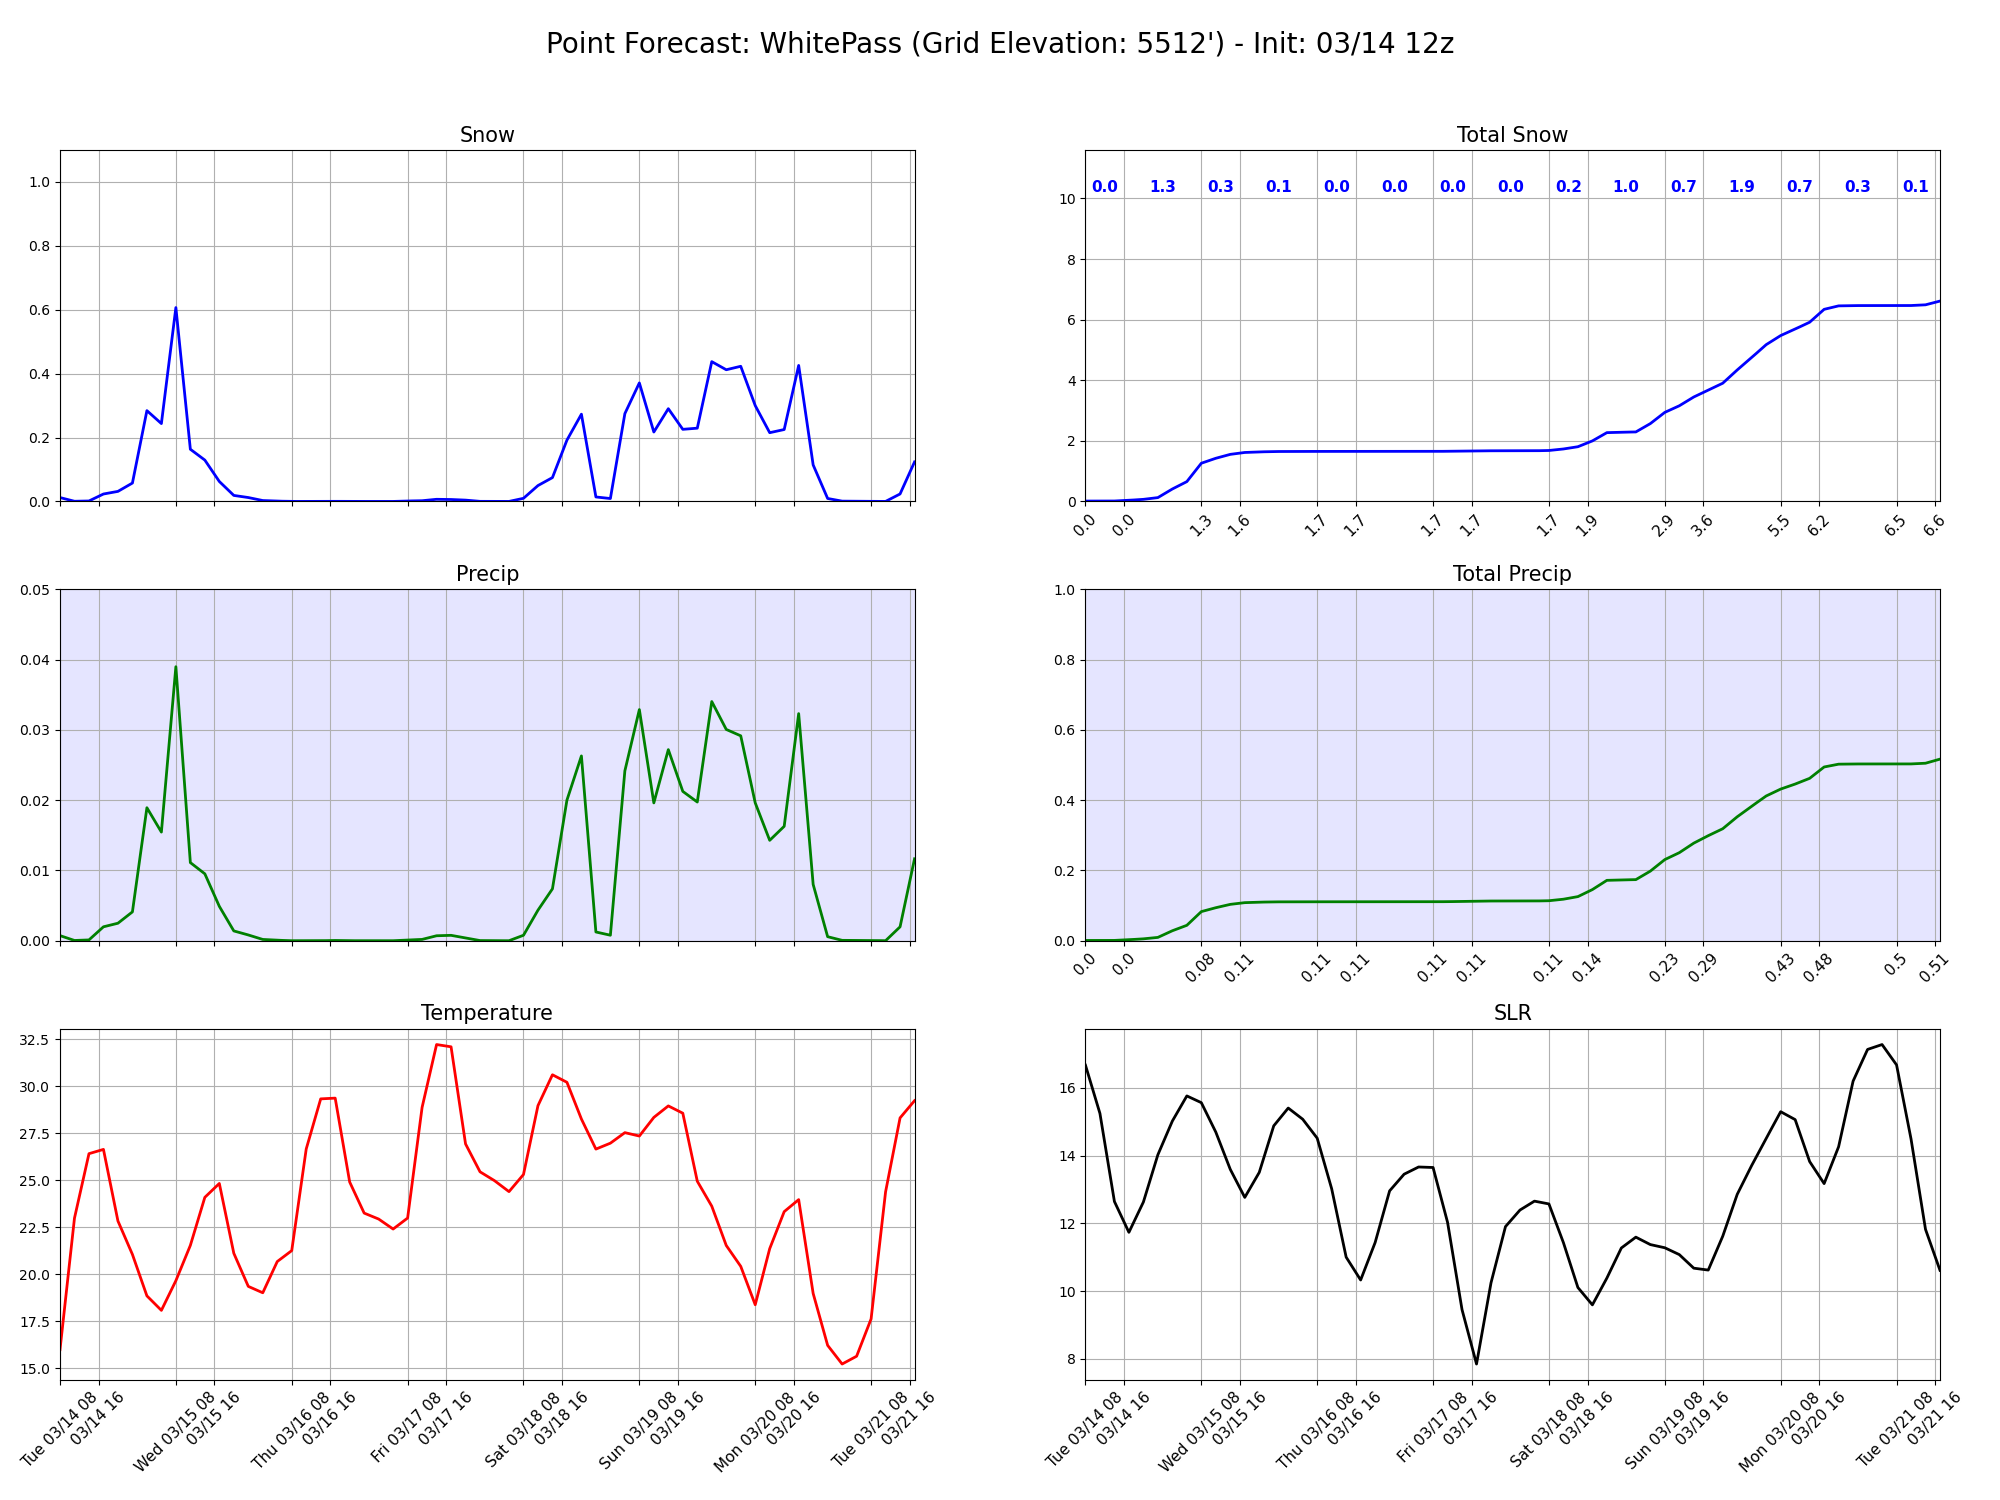 Point Forecast: WhitePass (Grid Elevation: 5512') - Init: 03/14 12z
Snow
1.0
0.8
0.6
0.4
0.2
0.0
Total Snow
0.0 1.3 0.3 0.1 0.0 0.0 0.0 0.0 0.2 1.0 0.7 1.9 0.7 0.3 0.1
10
8
6
4
2
0
0.0 0.0 1.3 1.6 1.7 1.7 1.7 1.7 1.7 1.9 2.9 3.6 5.5 6.2 6.5 6.6
Precip
0.05
0.04
0.03
0.02
0.01
0.00
Total Precip
1.0
0.8
0.6
0.4
0.2
0.0
0.0 0.0 0.08 0.11 0.11 0.11 0.11 0.11 0.11 0.14 0.23 0.29 0.43 0.48 0.5 0.51
Temperature
32.5
30.0
27.5
25.0
22.5
20.0
17.5
15.0
Tue 03/14 08
03/14 16
Wed 03/15 08
03/15 16
Thu 03/16 08
03/16 16
Fri 03/17 08
03/17 16
Sat 03/18 08
03/18 16
Sun 03/19 08
03/19 16
Mon 03/20 08
03/20 16
Tue 03/21 08
03/21 16
SLR
16
14
12
10
8
Tue 03/14 08
03/14 16
Wed 03/15 08
03/15 16
Thu 03/16 08
03/16 16
Fri 03/17 08
03/17 16
Sat 03/18 08
03/18 16
Sun 03/19 08
03/19 16
Mon 03/20 08
03/20 16
Tue 03/21 08
03/21 16